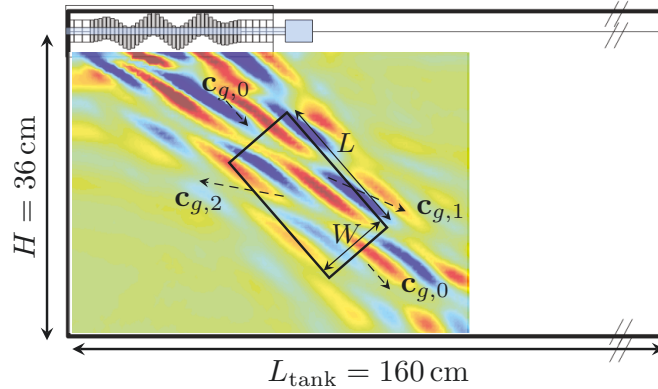 c_{g,0}
L
H = 36 cm
c_{g,2}
c_{g,1}
W
c_{g,0}
L_{tank} = 160 cm